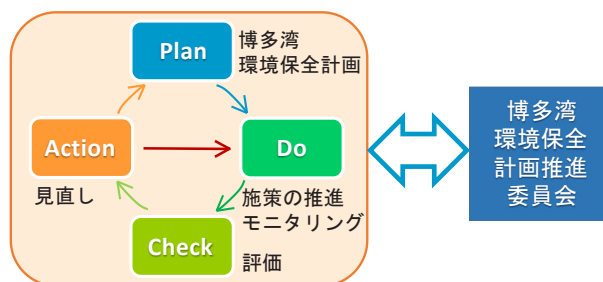 Plan
博多湾
環境保全計画
Action
見直し
Do
施策の推進
モニタリング
Check
評価
博多湾
環境保全
計画推進
委員会